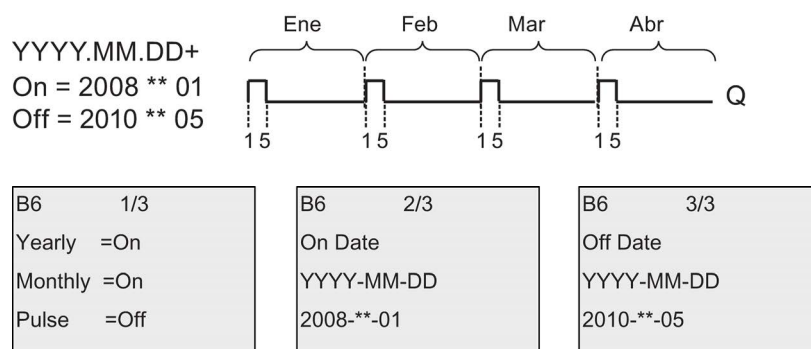 Ene Feb Mar Abr
YYYY.MM.DD+
On = 2008 ** 01
Off = 2010 ** 05
Q
1 5 1 5 1 5 1 5
B6 1/3
Yearly =On
Monthly =On
Pulse =Off
B6 2/3
On Date
YYYY-MM-DD
2008-**-01
B6 3/3
Off Date
YYYY-MM-DD
2010-**-05